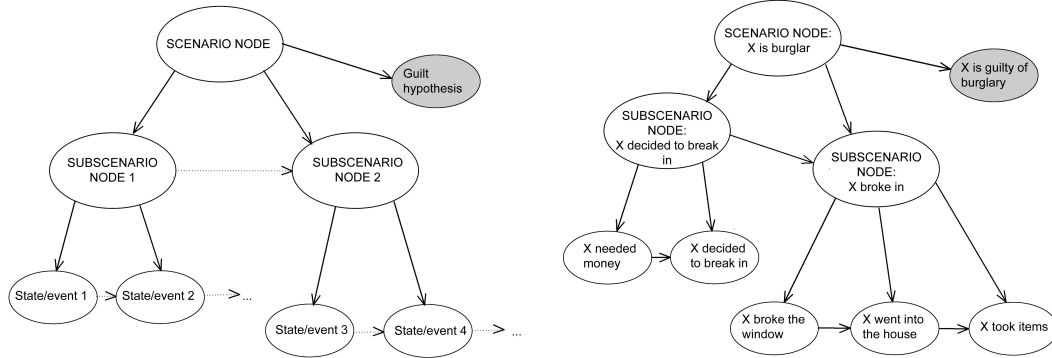 SCENARIO NODE
Guilt
hypothesis
SUBSCENARIO
NODE 1
SUBSCENARIO
NODE 2
State/event 1
State/event 2
...
State/event 3
State/event 4
...
SCENARIO NODE:
X is burglar
X is guilty of
burglary
SUBSCENARIO
NODE:
X decided to break
in
SUBSCENARIO
NODE:
X broke in
X needed
money
X decided
to break in
X broke the
window
X went into
the house
X took items